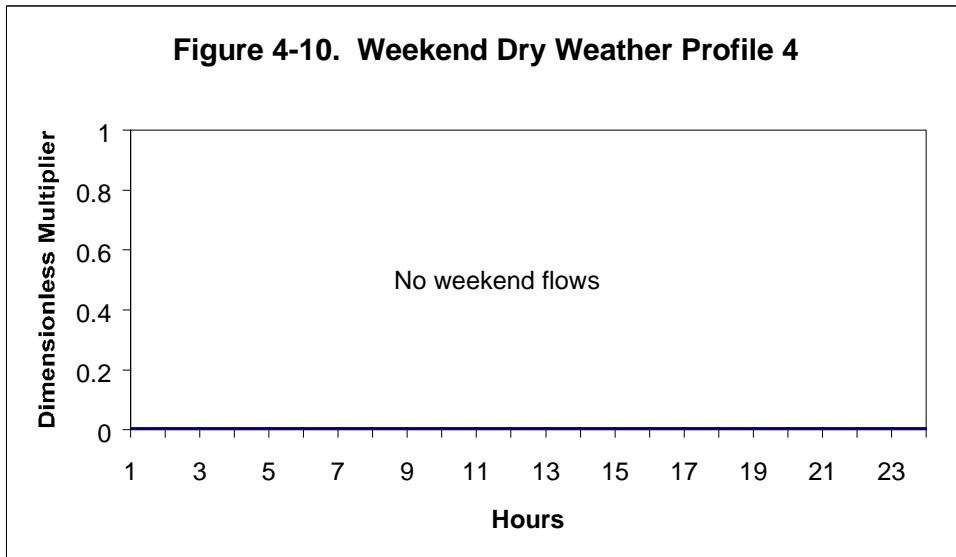 Figure 4-10.  Weekend Dry Weather Profile 4
Dimensionless Multiplier
1
0.8
0.6
0.4
0.2
0
No weekend flows
1 3 5 7 9 11 13 15 17 19 21 23
Hours